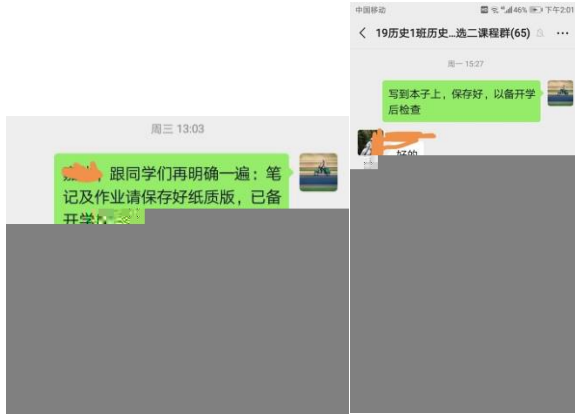 周三 13:03
，跟同学们再明确一遍：笔
记及作业请保存好纸质版，已备
开学
中国移动
46%
下午2:01
19历史1班历史...选二课程群(65)
周一 15:27
写到本子上，保存好，以备开学
后检查
好的